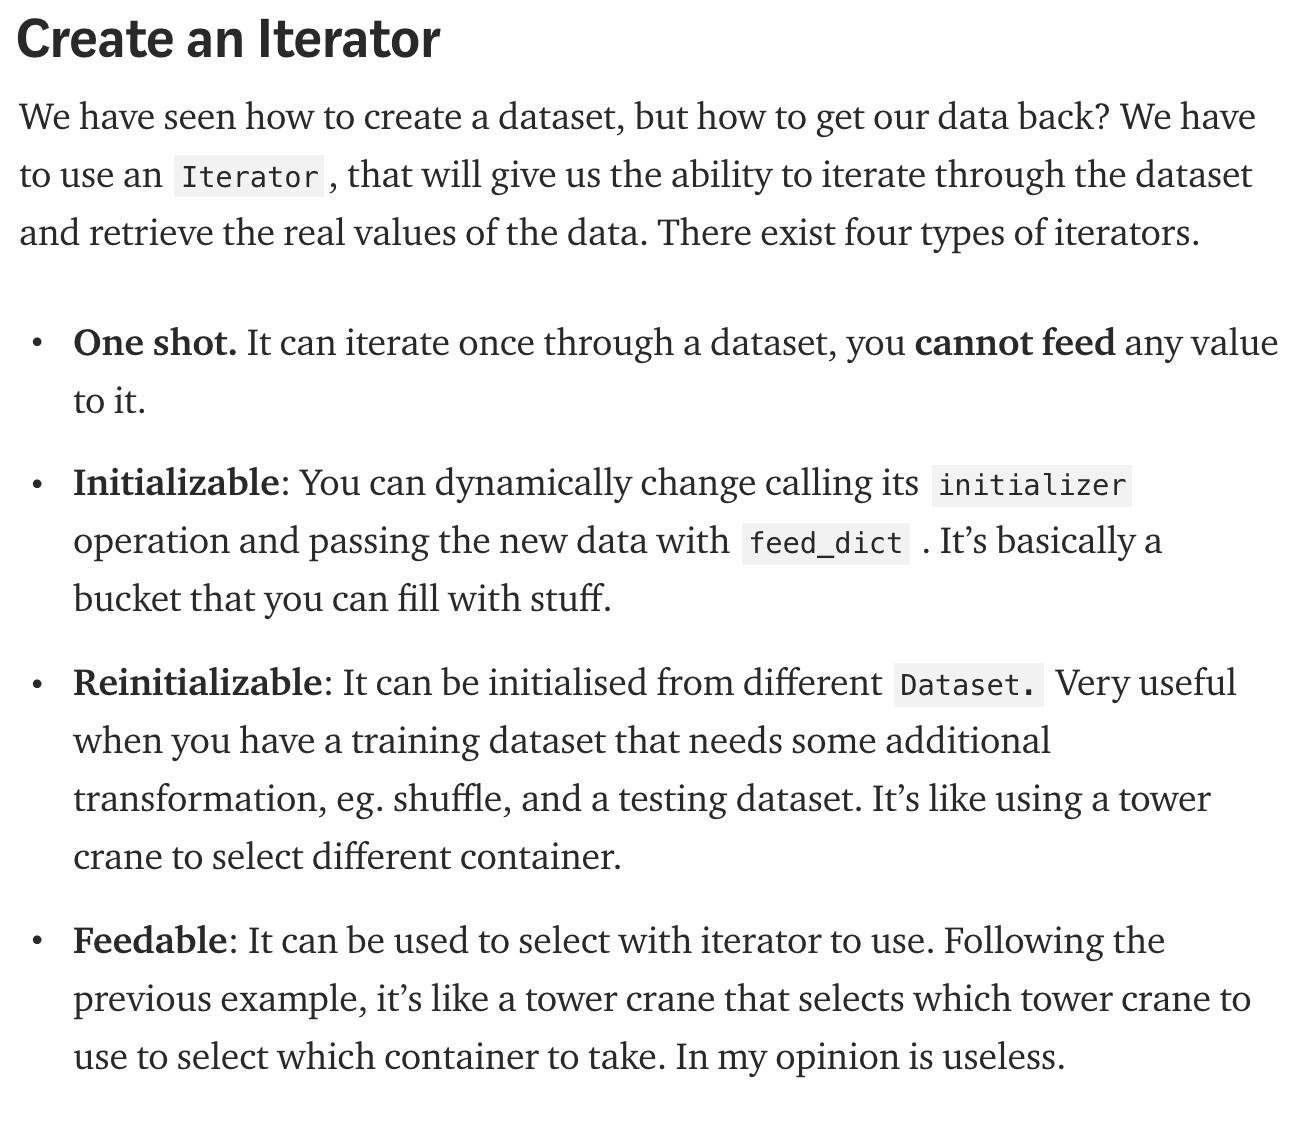 Create an Iterator
We have seen how to create a dataset, but how to get our data back? We have
to use an Iterator, that will give us the ability to iterate through the dataset
and retrieve the real values of the data. There exist four types of iterators.
• One shot. It can iterate once through a dataset, you cannot feed any value
to it.
• Initializable: You can dynamically change calling its initializer
operation and passing the new data with feed_dict . It’s basically a
bucket that you can fill with stuff.
• Reinitializable: It can be initialised from different Dataset. Very useful
when you have a training dataset that needs some additional
transformation, eg. shuffle, and a testing dataset. It’s like using a tower
crane to select different container.
• Feedable: It can be used to select with iterator to use. Following the
previous example, it’s like a tower crane that selects which tower crane to
use to select which container to take. In my opinion is useless.